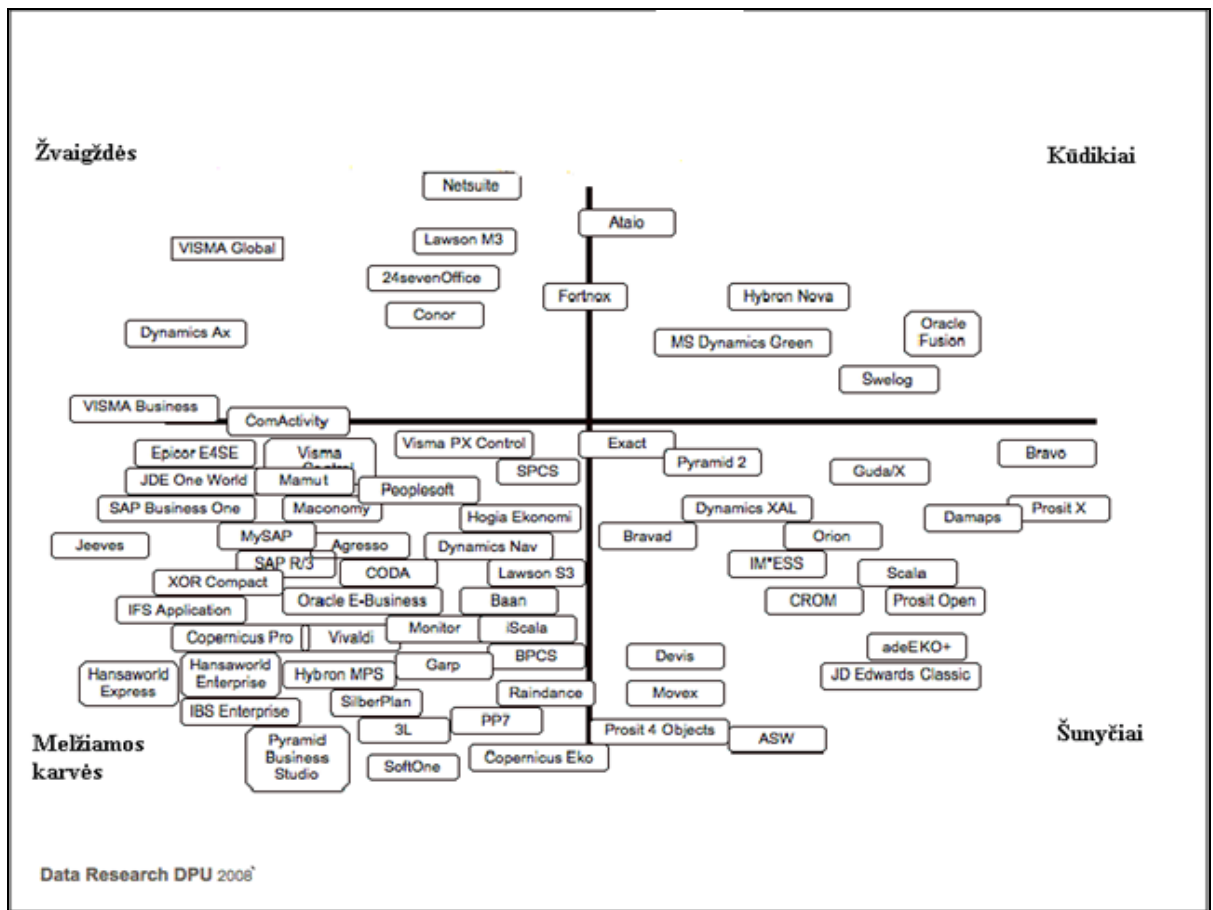 Žvaigždės
Kūdikiai
Netsuite
Ataio
VISMA Global
Lawson M3
24sevenOffice
Fortnox
Hybron Nova
Conor
Dynamics Ax
MS Dynamics Green
Oracle
Fusion
Swelog
VISMA Business
ComActivity
Visma PX Control
Exact
Epicor E4SE
Visma
Control
Pyramid 2
Bravo
SPCS
Guda/X
JDE One World
Mamut
Peoplesoft
SAP Business One
Maconomy
Hogia Ekonomi
Dynamics XAL
Damaps
Prosit X
Jeeves
MySAP
Agresso
Dynamics Nav
Bravad
Orion
SAP R/3
IM*ESS
XOR Compact
CODA
Lawson S3
Scala
IFS Application
Oracle E-Business
Baan
CROM
Prosit Open
Copernicus Pro
Vivaldi
Monitor
iScala
adeEKO+
Hansaworld
Express
Hansaworld
Enterprise
Hybron MPS
Garp
BPCS
Devis
JD Edwards Classic
IBS Enterprise
SilberPlan
Raindance
Movex
3L
PP7
Prosit 4 Objects
ASW
Melžiamos
karvės
Pyramid
Business
Studio
SoftOne
Copernicus Eko
Šunyčiai
Data Research DPU 2008